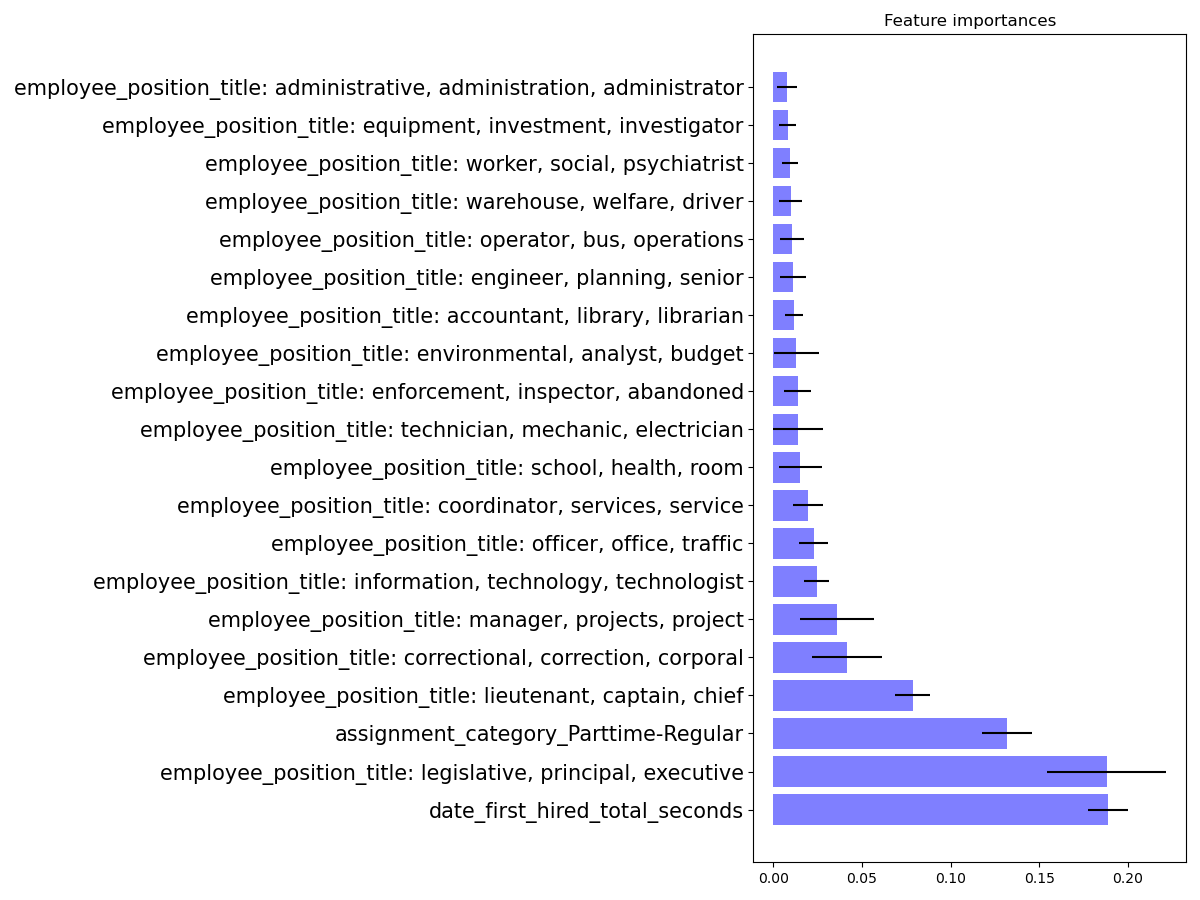 Feature importances
employee_position_title: administrative, administration, administrator
employee_position_title: equipment, investment, investigator
employee_position_title: worker, social, psychiatrist
employee_position_title: warehouse, welfare, driver
employee_position_title: operator, bus, operations
employee_position_title: engineer, planning, senior
employee_position_title: accountant, library, librarian
employee_position_title: environmental, analyst, budget
employee_position_title: enforcement, inspector, abandoned
employee_position_title: technician, mechanic, electrician
employee_position_title: school, health, room
employee_position_title: coordinator, services, service
employee_position_title: officer, office, traffic
employee_position_title: information, technology, technologist
employee_position_title: manager, projects, project
employee_position_title: correctional, correction, corporal
employee_position_title: lieutenant, captain, chief
assignment_category_Parttime-Regular
employee_position_title: legislative, principal, executive
date_first_hired_total_seconds
0.00 0.05 0.10 0.15 0.20